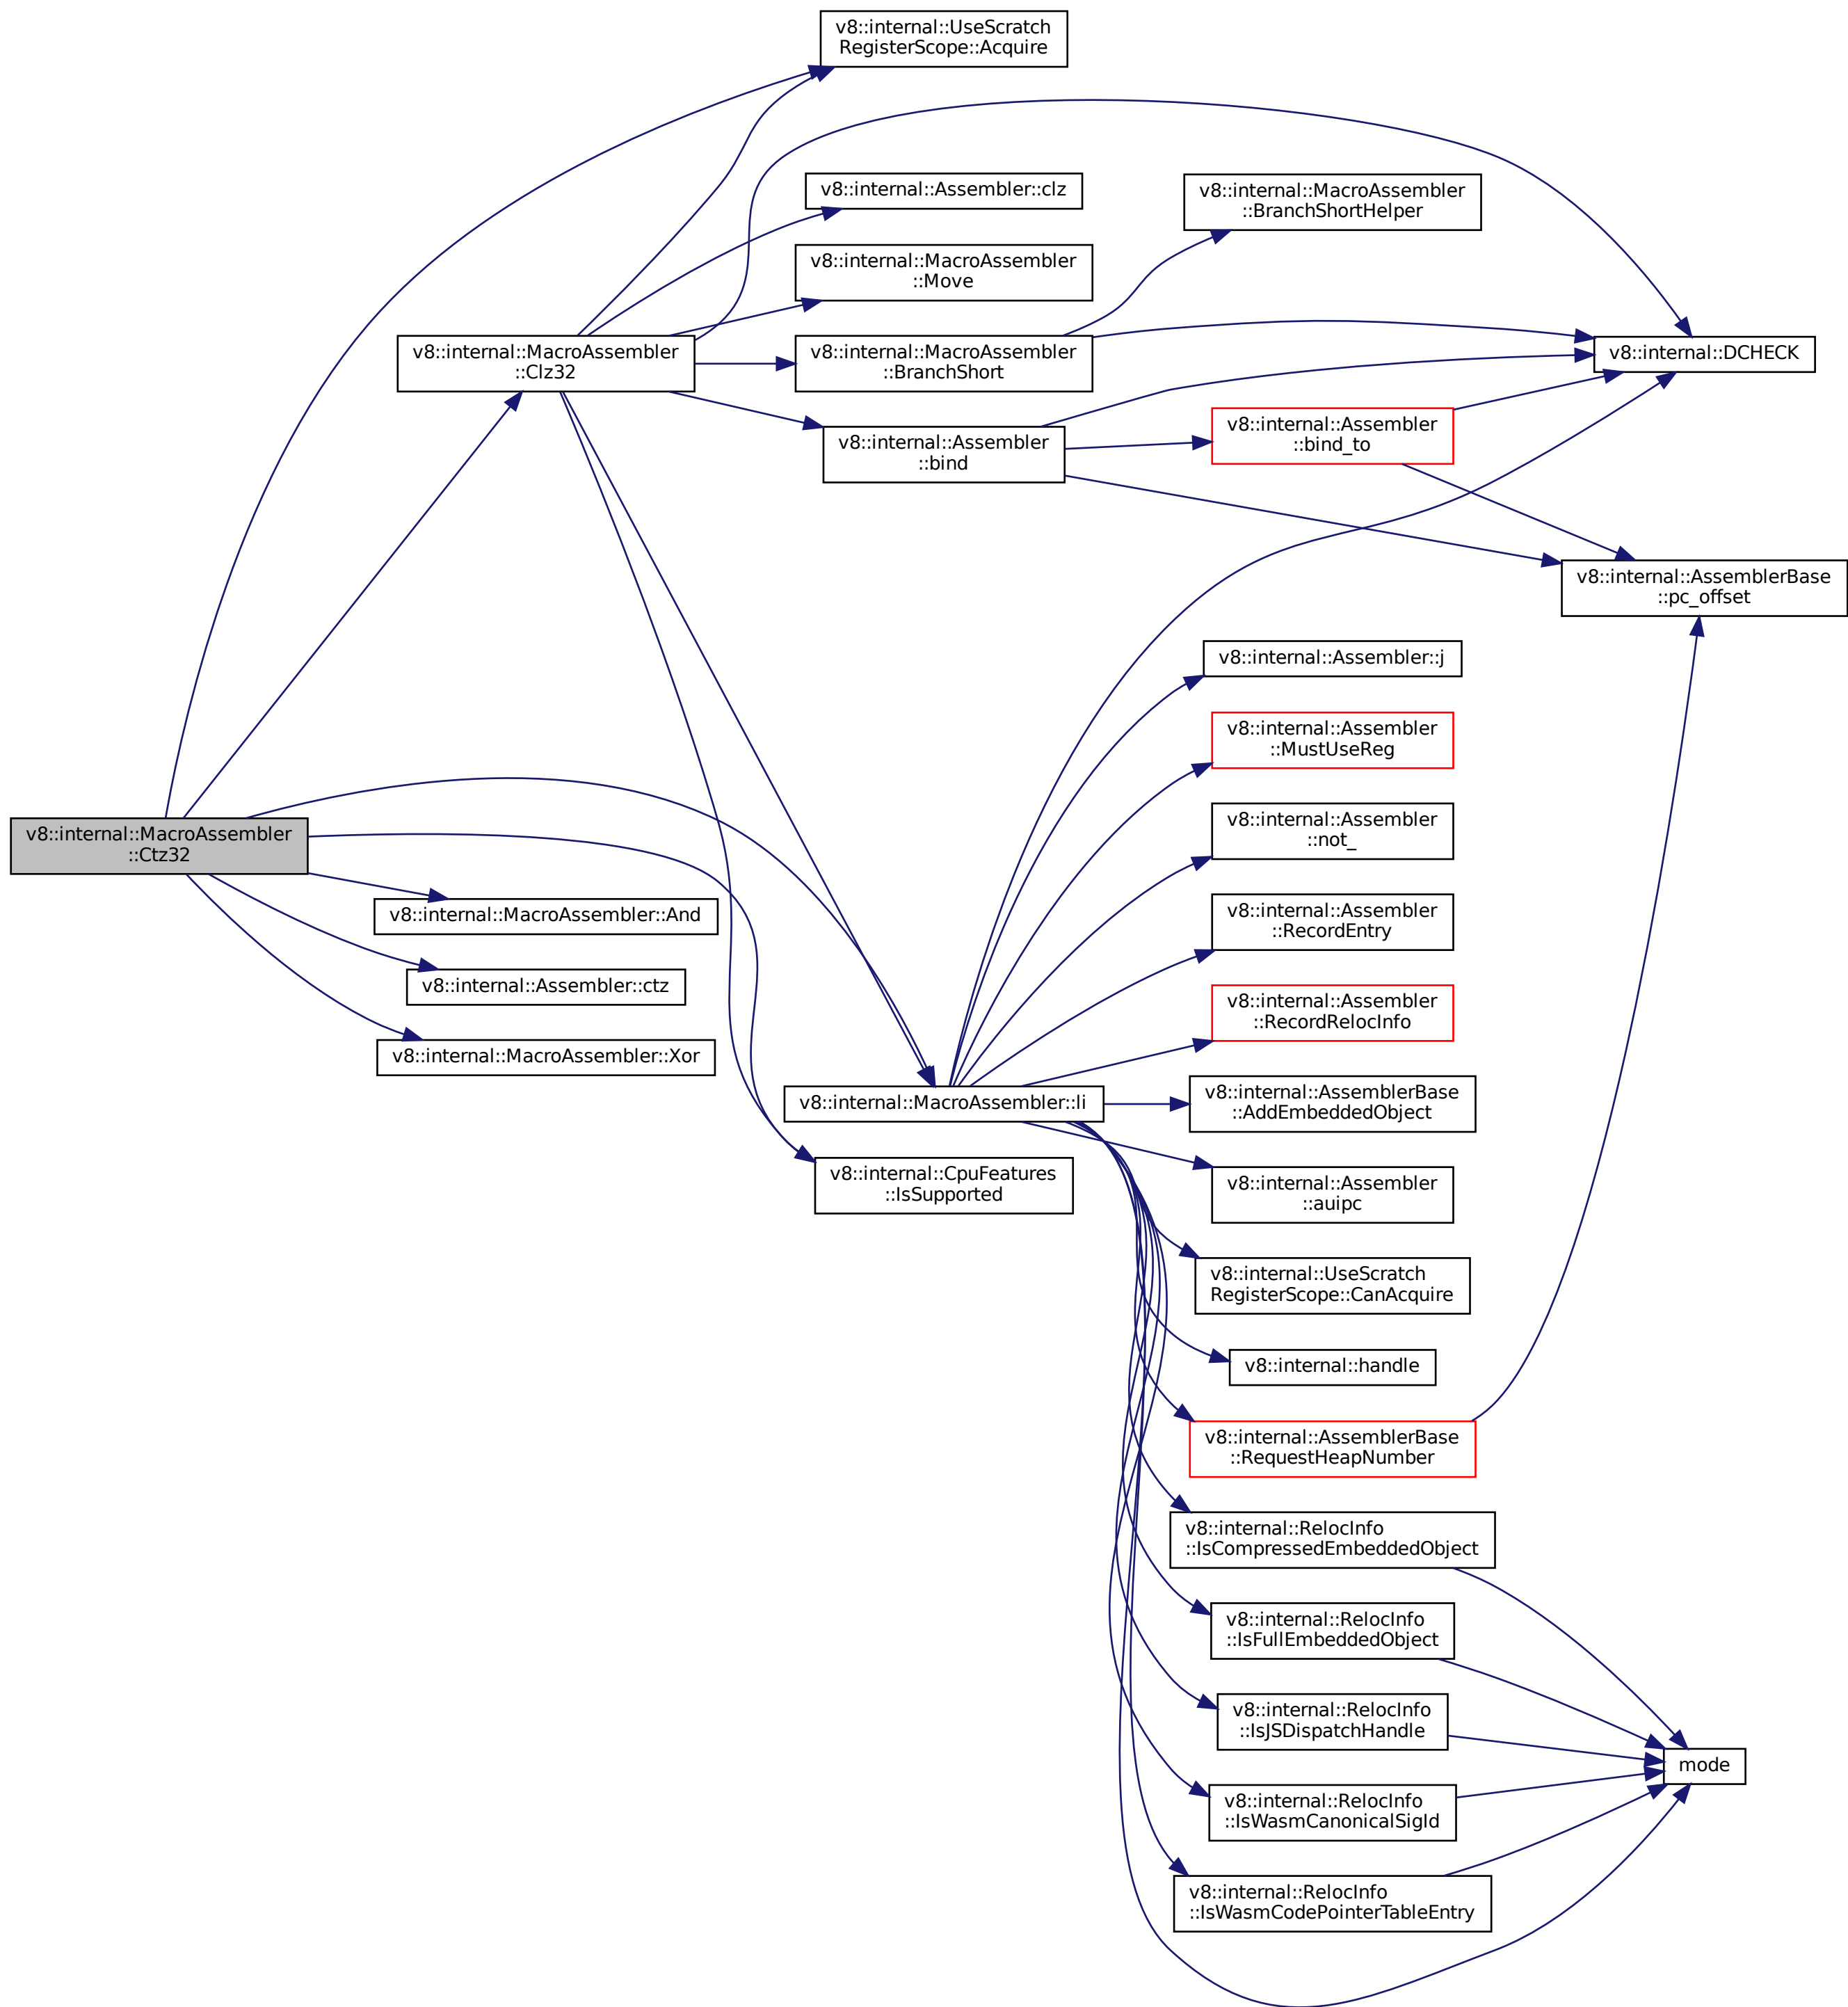 v8::internal::UseScratch
RegisterScope::Acquire
v8::internal::Assembler::clz
v8::internal::MacroAssembler
::BranchShortHelper
v8::internal::MacroAssembler
::Move
v8::internal::MacroAssembler
::Clz32
v8::internal::MacroAssembler
::BranchShort
v8::internal::DCHECK
v8::internal::Assembler
::bind
v8::internal::Assembler
::bind_to
v8::internal::AssemblerBase
::pc_offset
v8::internal::Assembler::j
v8::internal::Assembler
::MustUseReg
v8::internal::MacroAssembler
::Ctz32
v8::internal::Assembler
::not_
v8::internal::MacroAssembler::And
v8::internal::Assembler
::RecordEntry
v8::internal::Assembler::ctz
v8::internal::Assembler
::RecordRelocInfo
v8::internal::MacroAssembler::Xor
v8::internal::MacroAssembler::li
v8::internal::AssemblerBase
::AddEmbeddedObject
v8::internal::CpuFeatures
::IsSupported
v8::internal::Assembler
::auipc
v8::internal::UseScratch
RegisterScope::CanAcquire
v8::internal::handle
v8::internal::AssemblerBase
::RequestHeapNumber
v8::internal::RelocInfo
::IsCompressedEmbeddedObject
v8::internal::RelocInfo
::IsFullEmbeddedObject
v8::internal::RelocInfo
::IsJSDispatchHandle
mode
v8::internal::RelocInfo
::IsWasmCanonicalSigId
v8::internal::RelocInfo
::IsWasmCodePointerTableEntry